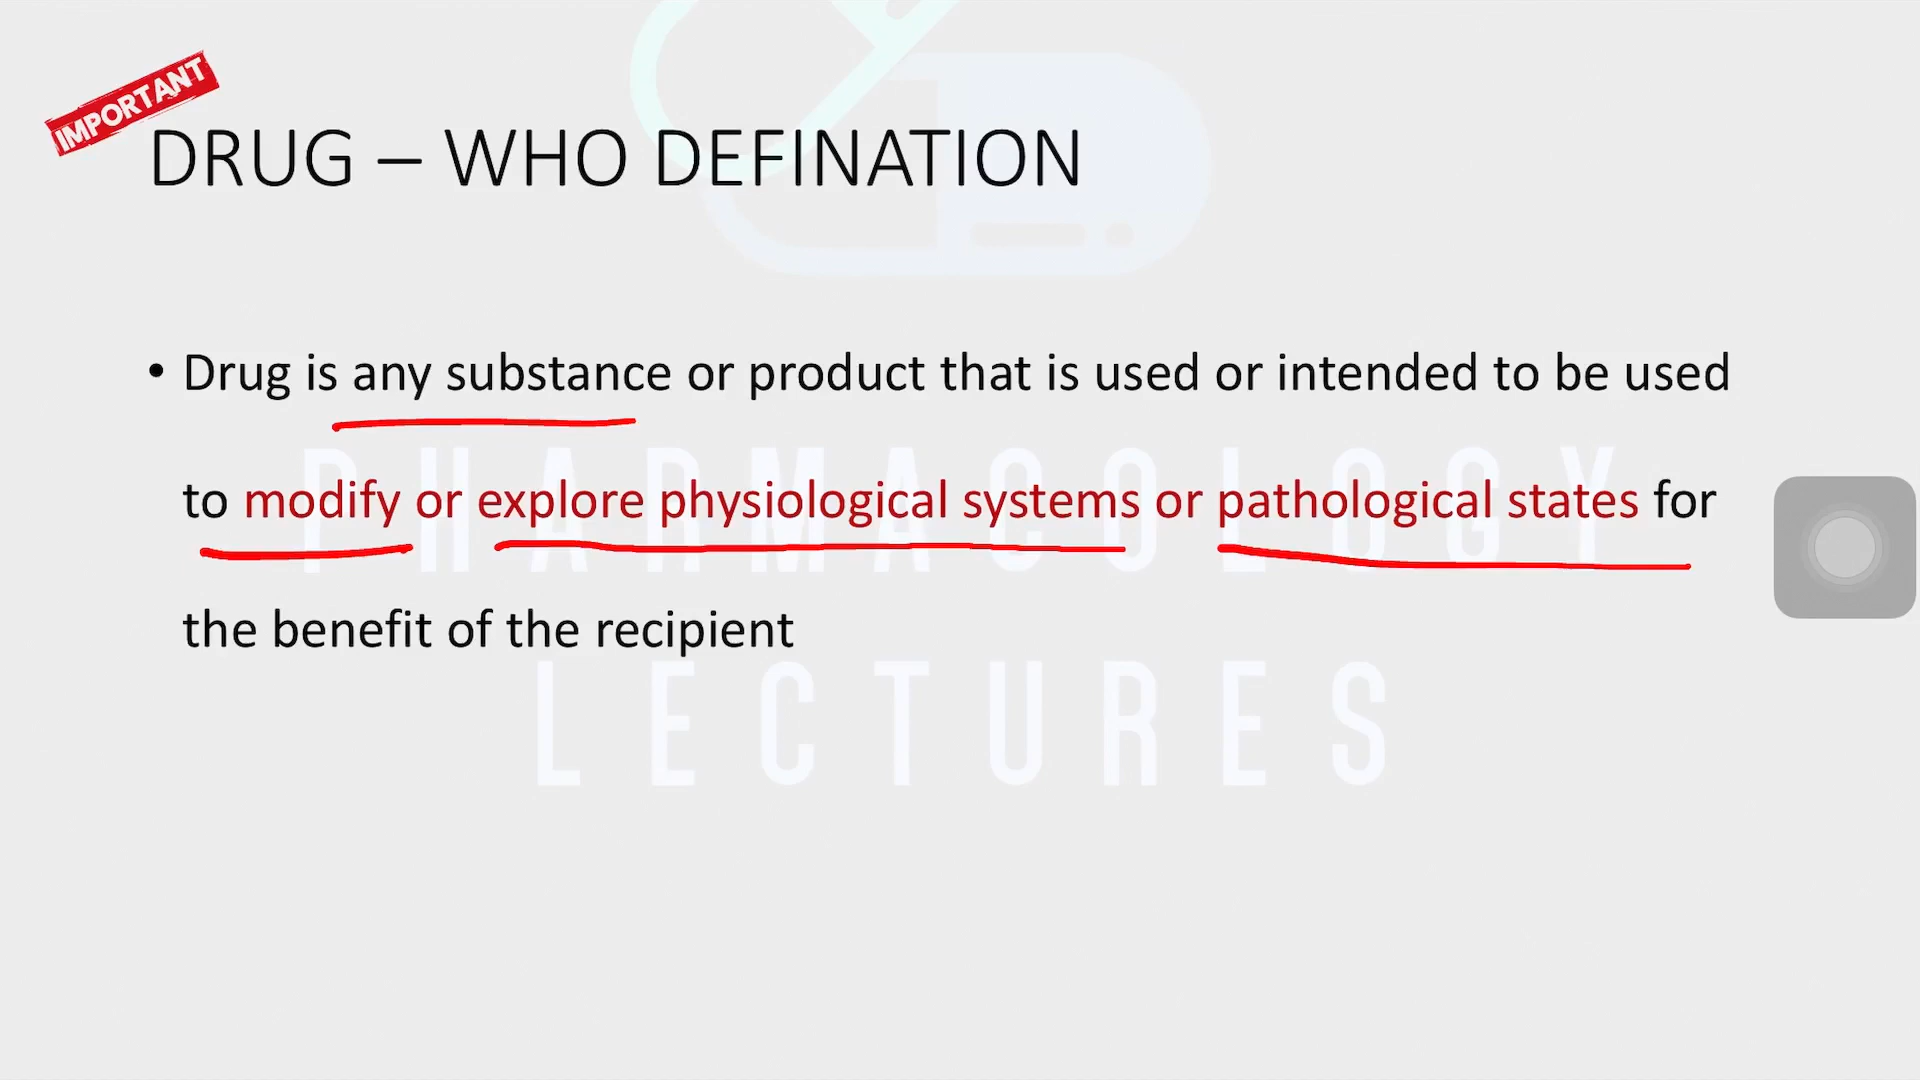 IMPORTANT
DRUG – WHO DEFINATION
• Drug is any substance or product that is used or intended to be used
to modify or explore physiological systems or pathological states for
the benefit of the recipient
PHARMACOLOGY
LECTURES